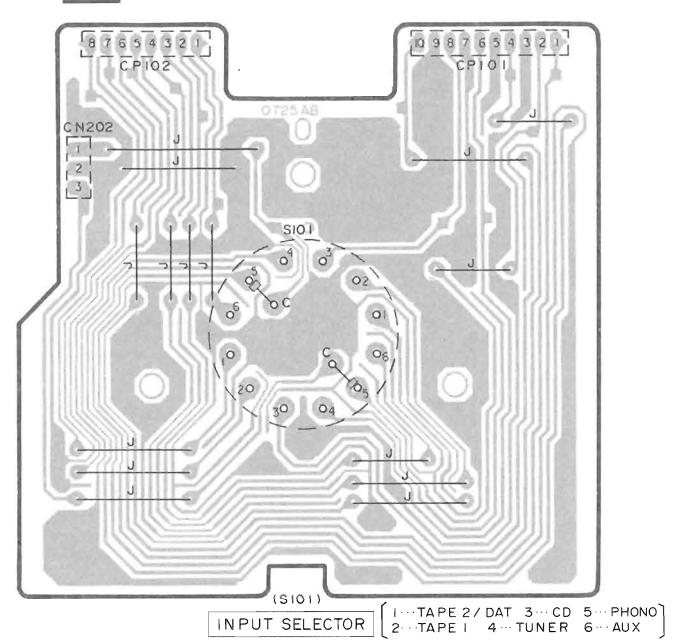 8 7 6 5 4 3 2 1
10 9 8 7 6 5 4 3 2 1
CP102
CP101
0725AB
J
CN202
1
J
J
2
J
3
S101
4 3
J J J J
5
J
2
6
C
1
1
C
6
2
5
3 4
J
J
J
J
J
J
(S101)
INPUT SELECTOR
1···TAPE 2/DAT 3···CD 5···PHONO
2···TAPE 1 4···TUNER 6···AUX